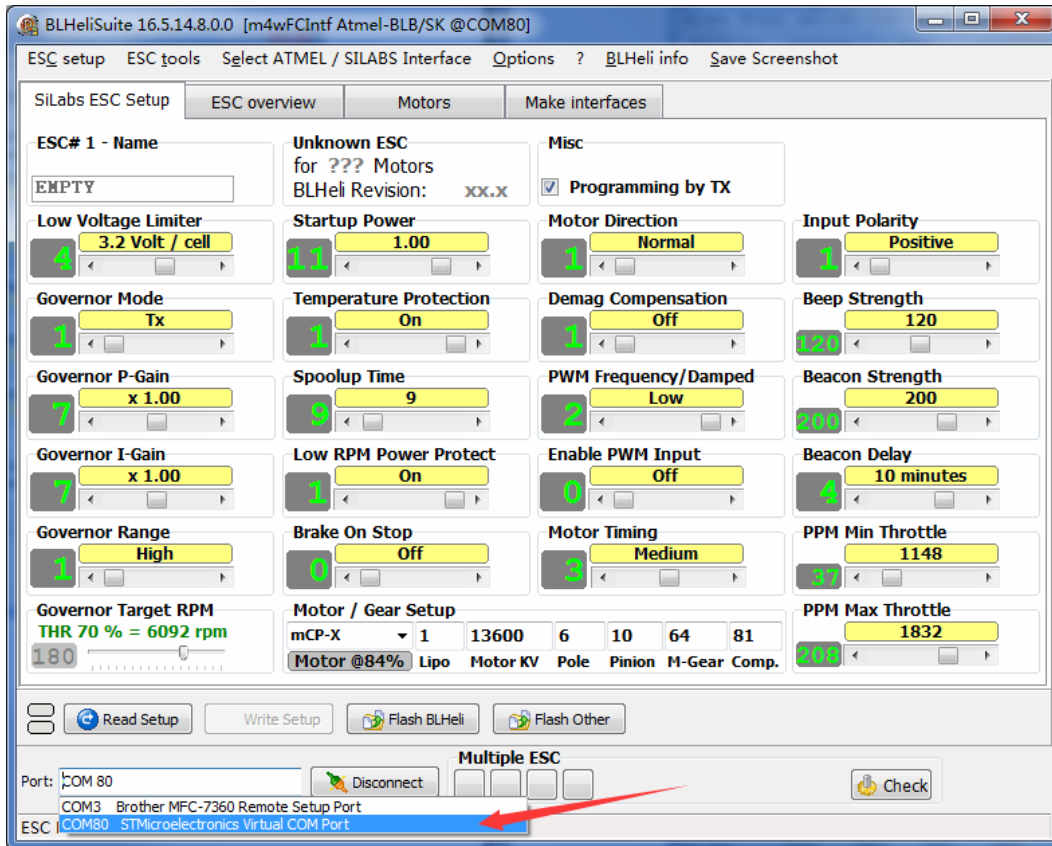 BLHeliSuite 16.5.14.8.0.0 [m4wFCIntf Atmel-BLB/SK @COM80]
ESC setup ESC tools Select ATMEL / SILABS Interface Options ? BLHeli info Save Screenshot
SiLabs ESC Setup ESC overview Motors Make interfaces
ESC# 1 - Name Unknown ESC Misc
for ??? Motors
EMPTY BLHeli Revision: xx.x Programming by TX
Low Voltage Limiter Startup Power Motor Direction Input Polarity
4 3.2 Volt / cell 11 1.00 1 Normal 1 Positive
Governor Mode Temperature Protection Demag Compensation Beep Strength
1 Tx 1 On 1 Off 120 120
Governor P-Gain Spoolup Time PWM Frequency/Damped Beacon Strength
7 x 1.00 9 9 2 Low 200 200
Governor I-Gain Low RPM Power Protect Enable PWM Input Beacon Delay
7 x 1.00 1 On 0 Off 4 10 minutes
Governor Range Brake On Stop Motor Timing PPM Min Throttle
1 High 0 Off 3 Medium 37 1148
Governor Target RPM Motor / Gear Setup PPM Max Throttle
THR 70 % = 6092 rpm mCP-X 1 13600 6 10 64 81 1832
180 Motor @84% Lipo Motor KV Pole Pinion M-Gear Comp. 208
Read Setup Write Setup Flash BLHeli Flash Other
Multiple ESC
Port: COM 80 Disconnect Check
COM3 Brother MFC-7360 Remote Setup Port
ESC COM80 STMicroelectronics Virtual COM Port